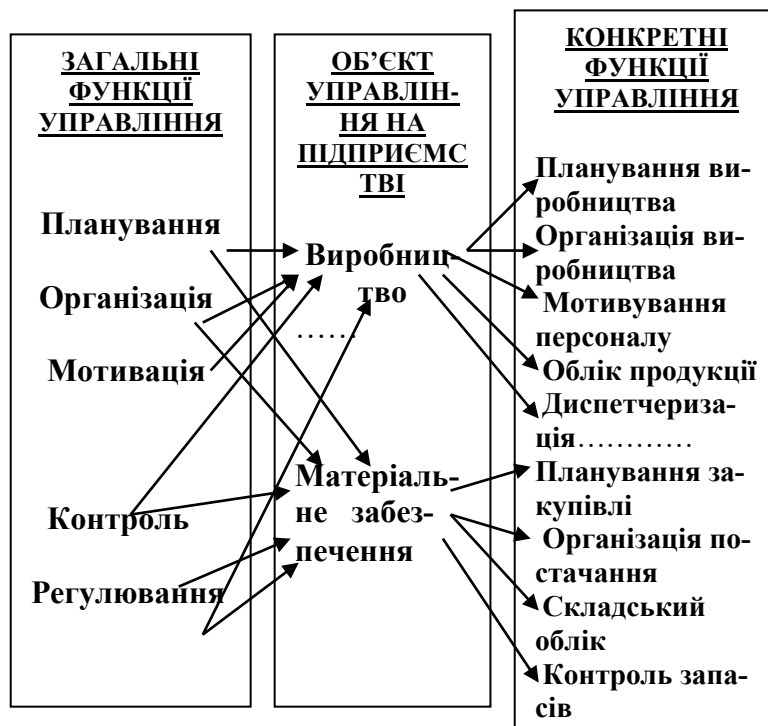 ЗАГАЛЬНІ
ФУНКЦІЇ
УПРАВЛІННЯ
Планування
Організація
Мотивація
Контроль
Регулювання
ОБ’ЄКТ
УПРАВЛІН-
НЯ НА
ПІДПРИЄМС
ТВІ
Виробниц-
тво
......
Матеріаль-
не забез-
печення
КОНКРЕТНІ
ФУНКЦІЇ
УПРАВЛІННЯ
Планування ви-
робництва
Організація ви-
робництва
Мотивування
персоналу
Облік продукції
Диспетчериза-
ція............
Планування за-
купівлі
Організація по-
стачання
Складський
облік
Контроль запа-
сів